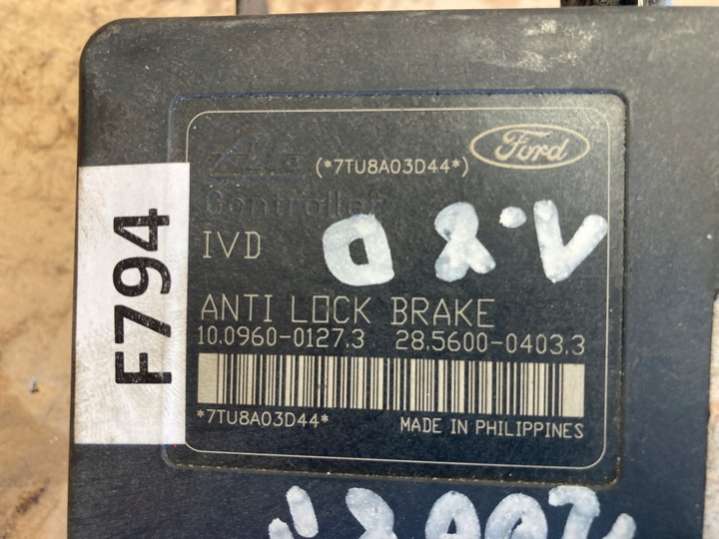 (*7TU8A03D44*)
Ford
Controller
IVD
ANTI LOCK BRAKE
10.0960-0127.3 28.5600-0403.3
*7TU8A03D44*
MADE IN PHILIPPINES
F794